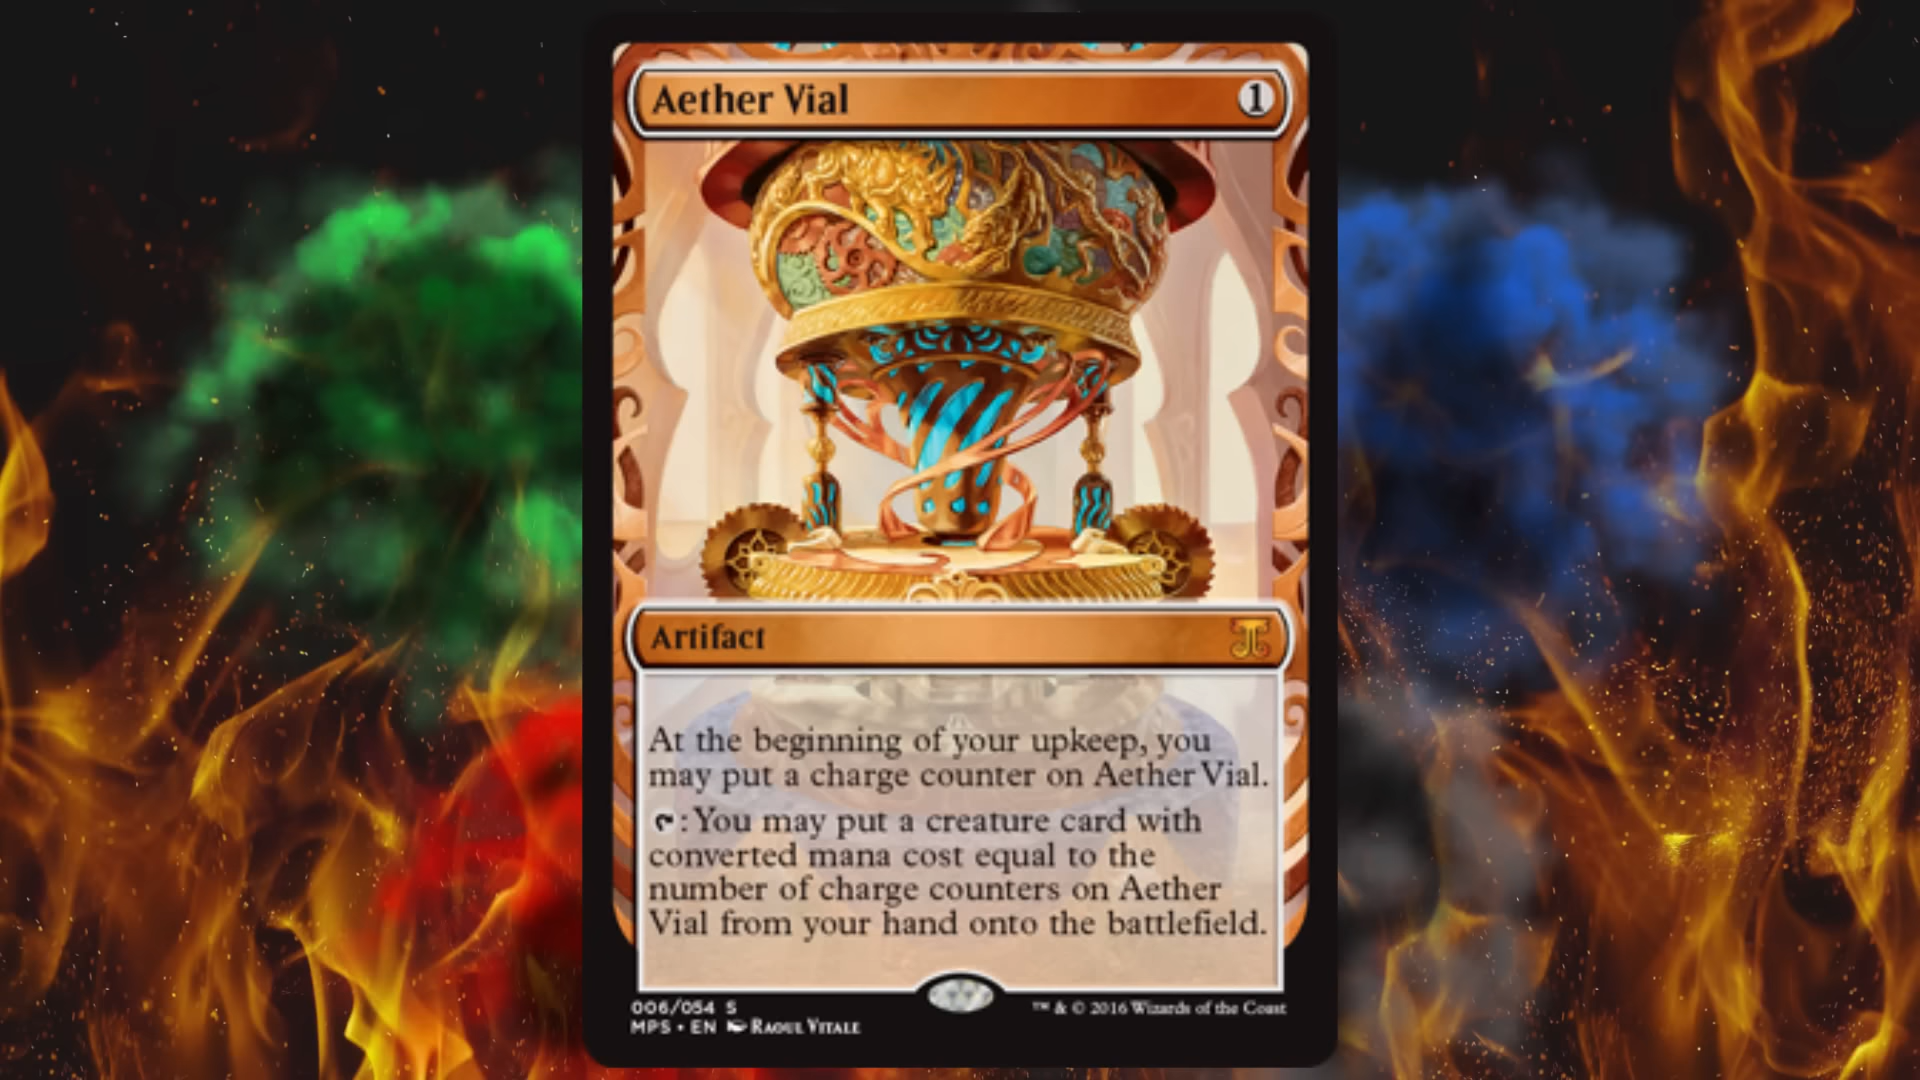 Aether Vial 1
Artifact
At the beginning of your upkeep, you
may put a charge counter on Aether Vial.
: You may put a creature card with
converted mana cost equal to the
number of charge counters on Aether
Vial from your hand onto the battlefield.
006/054 S
MPS • EN RAOUL VITALE
™ & © 2016 Wizards of the Coast